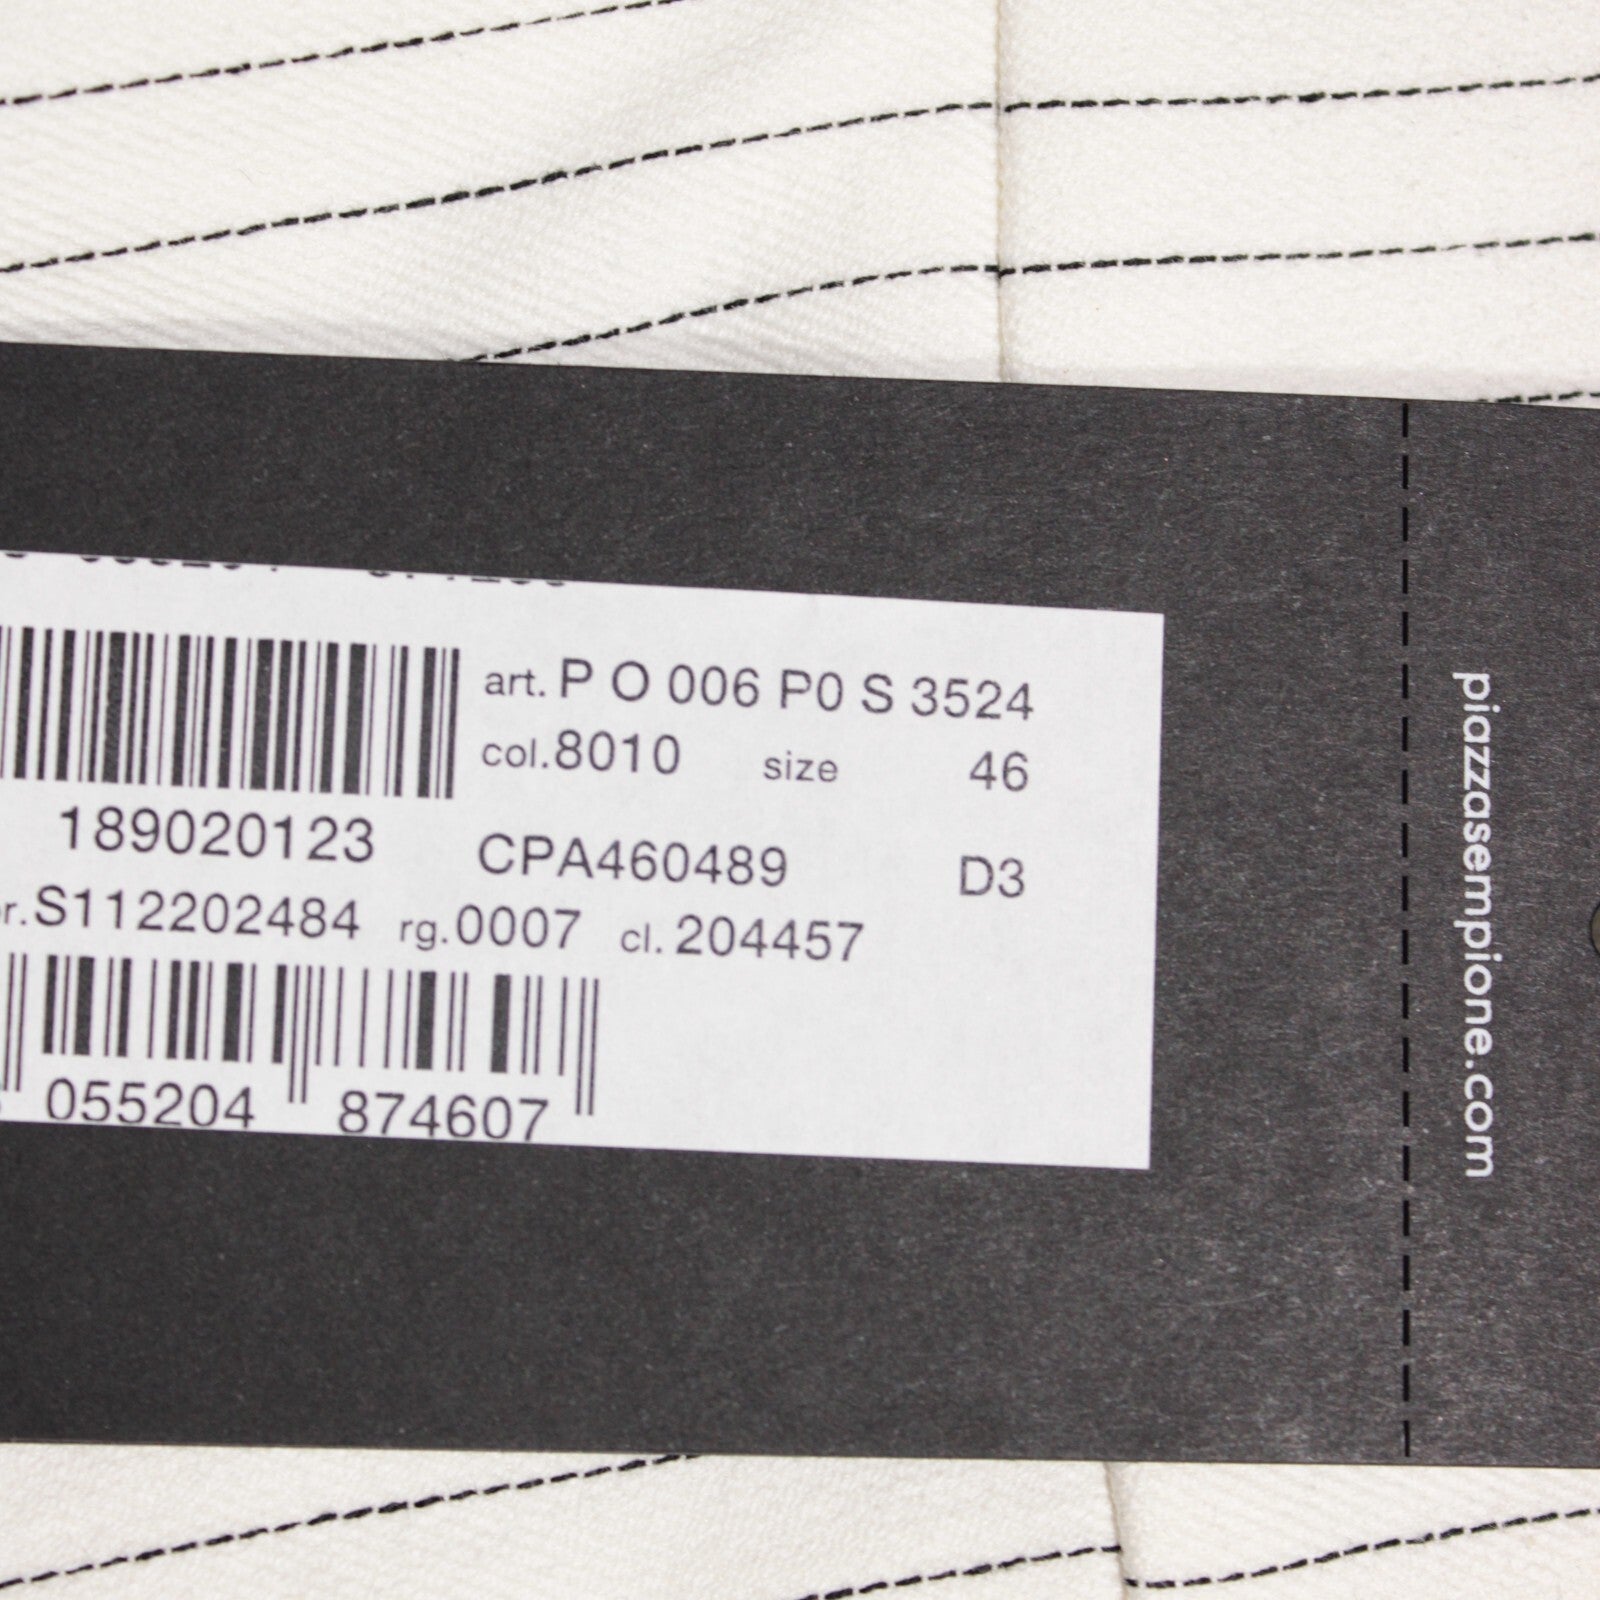 art. P O 006 P0 S 3524
col.8010 size 46
189020123 CPA460489 D3
r.S112202484 rg.0007 cl. 204457
055204 874607
piazzasempione.com